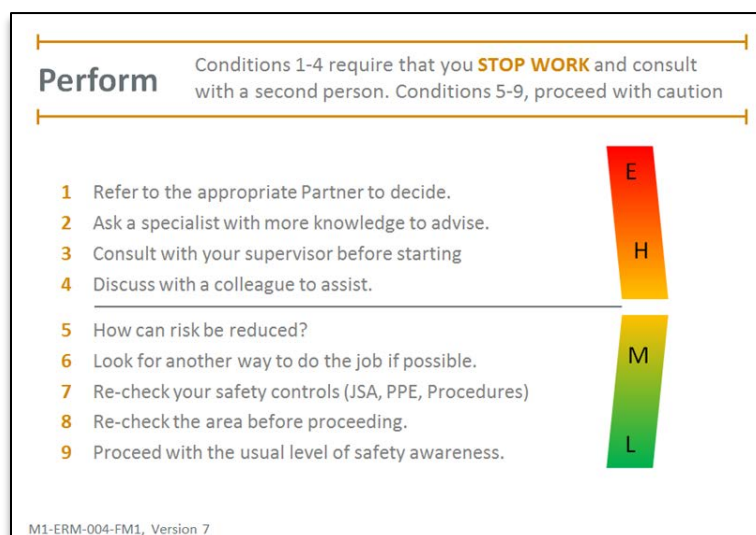 Perform
Conditions 1-4 require that you STOP WORK and consult
with a second person. Conditions 5-9, proceed with caution
1 Refer to the appropriate Partner to decide.
2 Ask a specialist with more knowledge to advise.
3 Consult with your supervisor before starting
4 Discuss with a colleague to assist.
5 How can risk be reduced?
6 Look for another way to do the job if possible.
7 Re-check your safety controls (JSA, PPE, Procedures)
8 Re-check the area before proceeding.
9 Proceed with the usual level of safety awareness.
E
H
M
L
M1-ERM-004-FM1, Version 7